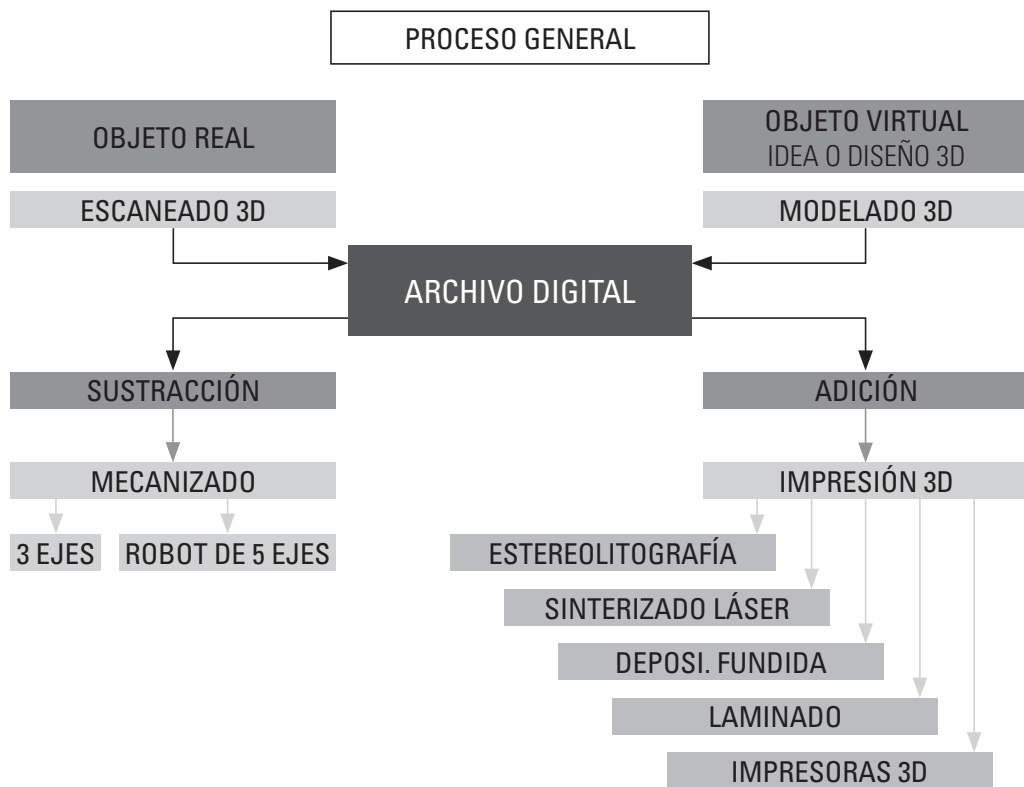 PROCESO GENERAL
OBJETO REAL
OBJETO VIRTUAL
IDEA O DISEÑO 3D
ESCANEADO 3D
MODELADO 3D
ARCHIVO DIGITAL
SUSTRACCIÓN
ADICIÓN
MECANIZADO
IMPRESIÓN 3D
3 EJES
ROBOT DE 5 EJES
ESTEREOLITOGRAFÍA
SINTERIZADO LÁSER
DEPOSI. FUNDIDA
LAMINADO
IMPRESORAS 3D